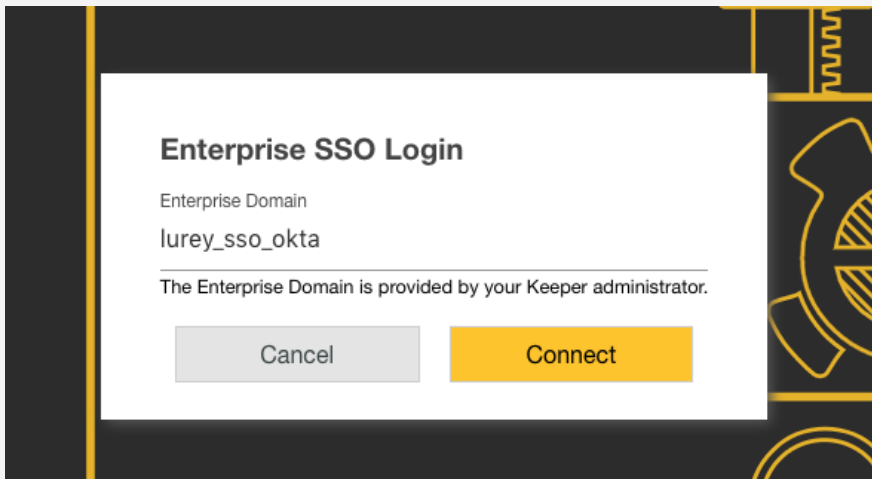 Enterprise SSO Login
Enterprise Domain
lurey_sso_okta
The Enterprise Domain is provided by your Keeper administrator.
Cancel
Connect